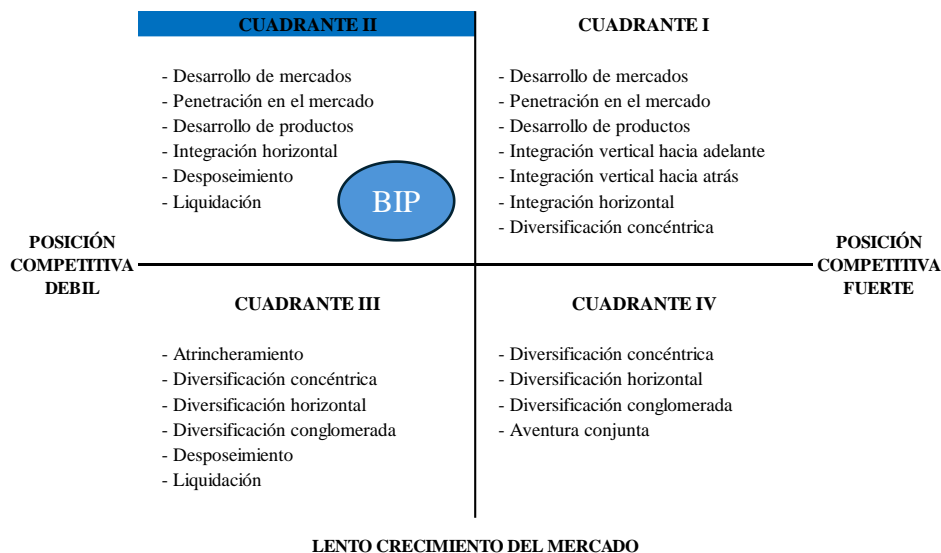 CUADRANTE II
- Desarrollo de mercados
- Penetración en el mercado
- Desarrollo de productos
- Integración horizontal
- Desposeimiento
- Liquidación
BIP
CUADRANTE I
- Desarrollo de mercados
- Penetración en el mercado
- Desarrollo de productos
- Integración vertical hacia adelante
- Integración vertical hacia atrás
- Integración horizontal
- Diversificación concéntrica
POSICIÓN
COMPETITIVA
DEBIL
POSICIÓN
COMPETITIVA
FUERTE
CUADRANTE III
- Atrincheramiento
- Diversificación concéntrica
- Diversificación horizontal
- Diversificación conglomerada
- Desposeimiento
- Liquidación
CUADRANTE IV
- Diversificación concéntrica
- Diversificación horizontal
- Diversificación conglomerada
- Aventura conjunta
LENTO CRECIMIENTO DEL MERCADO